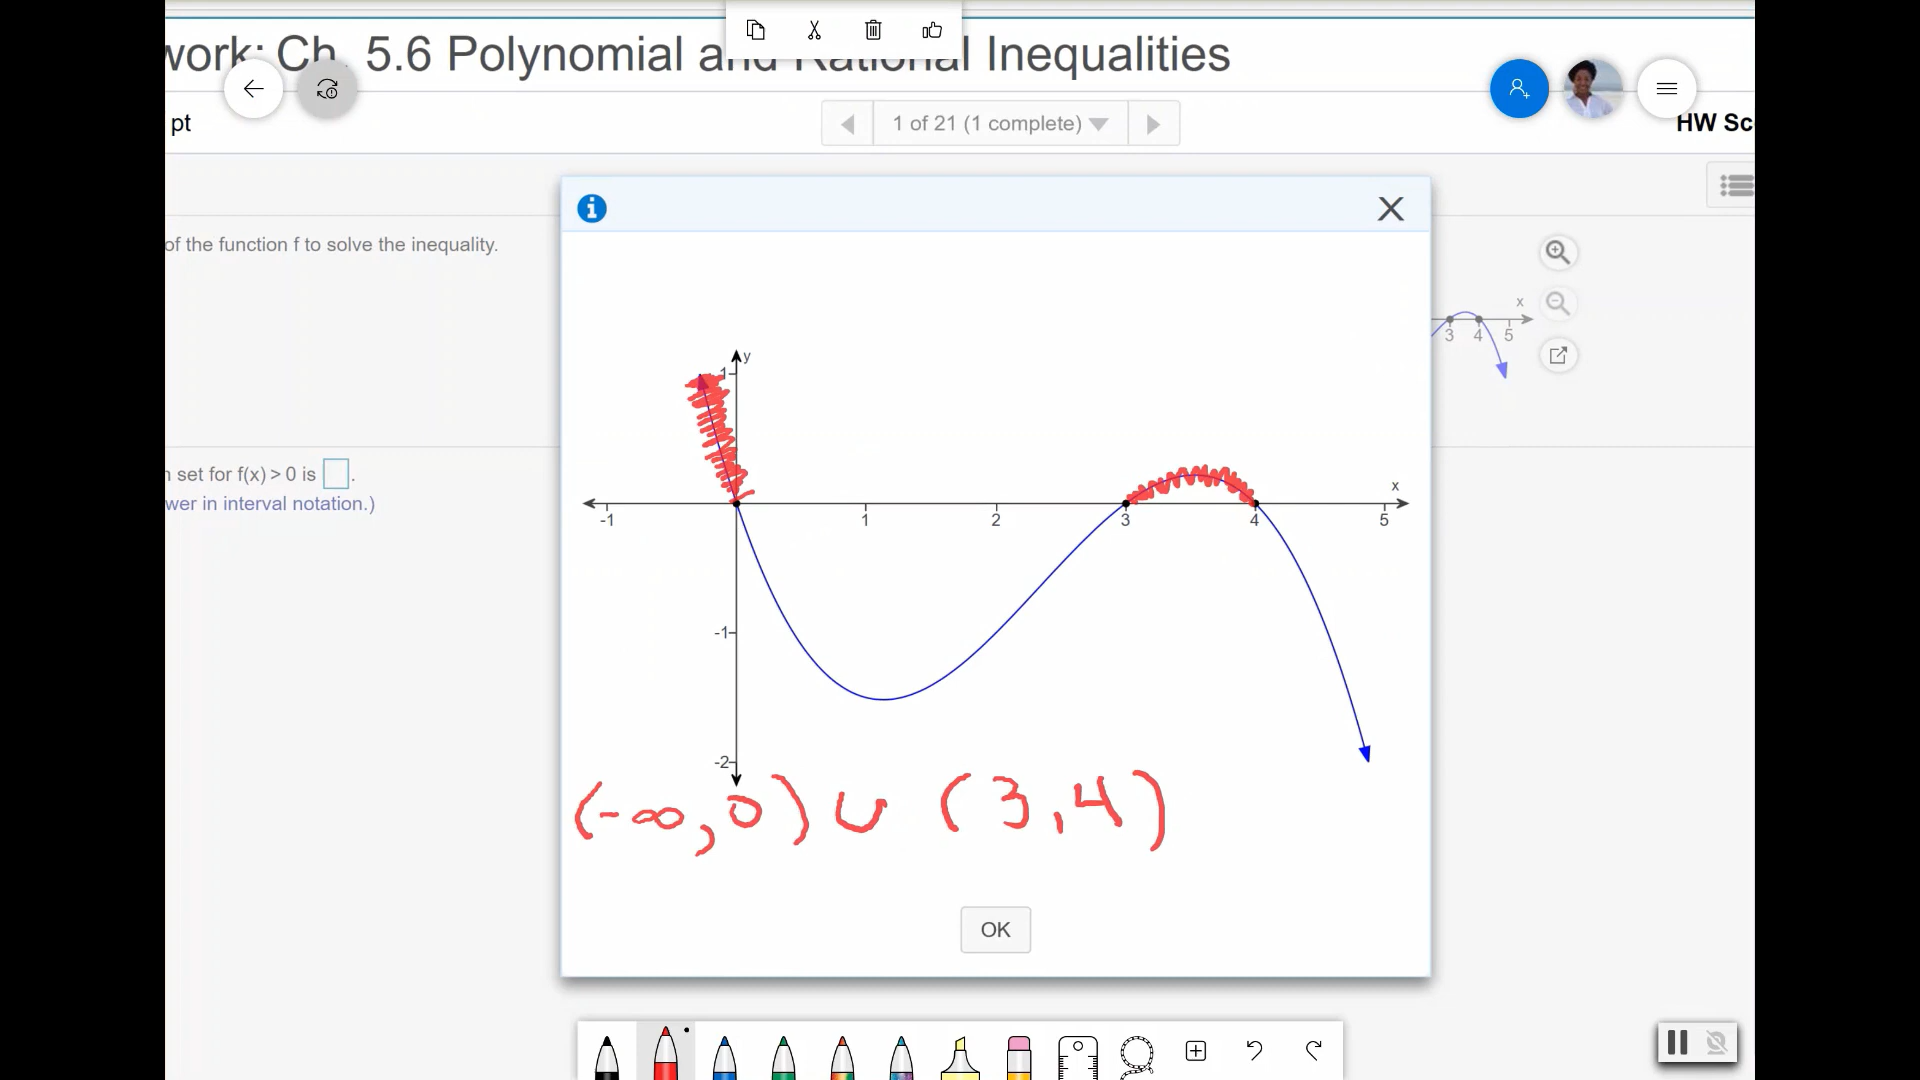 work: Ch. 5.6 Polynomial and Rational Inequalities
pt
1 of 21 (1 complete)
HW Sc
of the function f to solve the inequality.
x
3 4 5
set for f(x) > 0 is .
wer in interval notation.)
y
1
x
-1 1 2 3 4 5
-1
-2
(-∞,0) ∪ (3,4)
OK